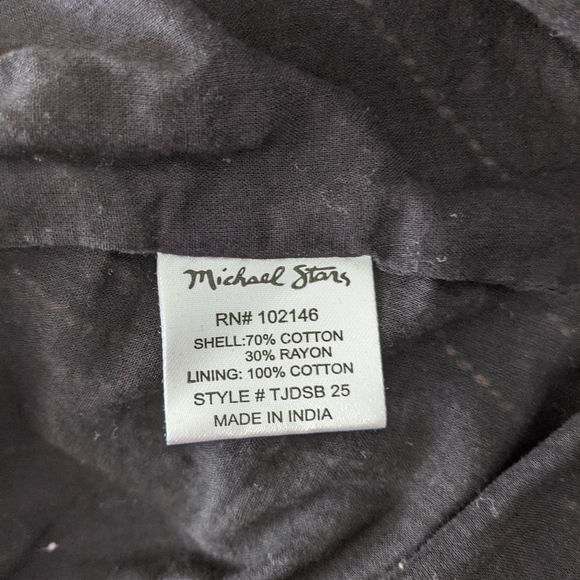 Michael Stars
RN# 102146
SHELL:70% COTTON
30% RAYON
LINING: 100% COTTON
STYLE # TJDSB 25
MADE IN INDIA